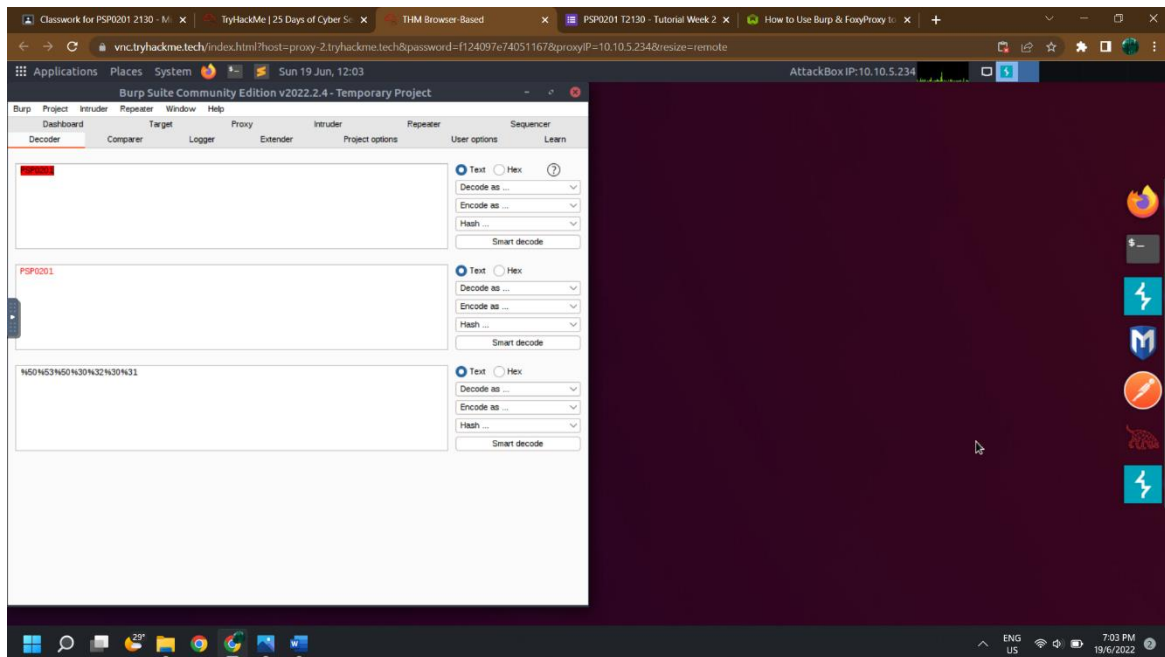 Classwork for PSP0201 2130 - Mi
TryHackMe | 25 Days of Cyber Se
THM Browser-Based
PSP0201 T2130 - Tutorial Week 2
How to Use Burp & FoxyProxy to
vnc.tryhackme.tech/index.html?host=proxy-2.tryhackme.tech&password=f124097e74051167&proxyIP=10.10.5.234&resize=remote
Applications Places System Sun 19 Jun, 12:03 AttackBox IP:10.10.5.234
Burp Suite Community Edition v2022.2.4 - Temporary Project
Burp Project Intruder Repeater Window Help
Dashboard Target Proxy Intruder Repeater Sequencer
Decoder Comparer Logger Extender Project options User options Learn
PSP0201
Text Hex ?
Decode as ...
Encode as ...
Hash ...
Smart decode
PSP0201
Text Hex
Decode as ...
Encode as ...
Hash ...
Smart decode
%50%53%50%30%32%30%31
Text Hex
Decode as ...
Encode as ...
Hash ...
Smart decode
$_
29°
ENG
US
7:03 PM
19/6/2022
2